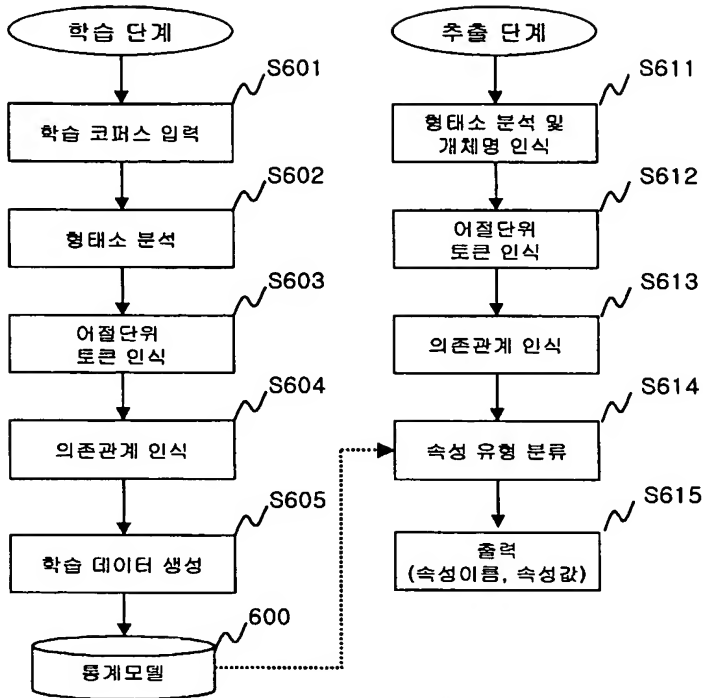 학습 단계
S601
학습 코퍼스 입력
S602
형태소 분석
S603
어절단위
토큰 인식
S604
의존관계 인식
S605
학습 데이터 생성
600
통계모델
추출 단계
S611
형태소 분석 및
개체명 인식
S612
어절단위
토큰 인식
S613
의존관계 인식
S614
속성 유형 분류
S615
출력
(속성이름, 속성값)